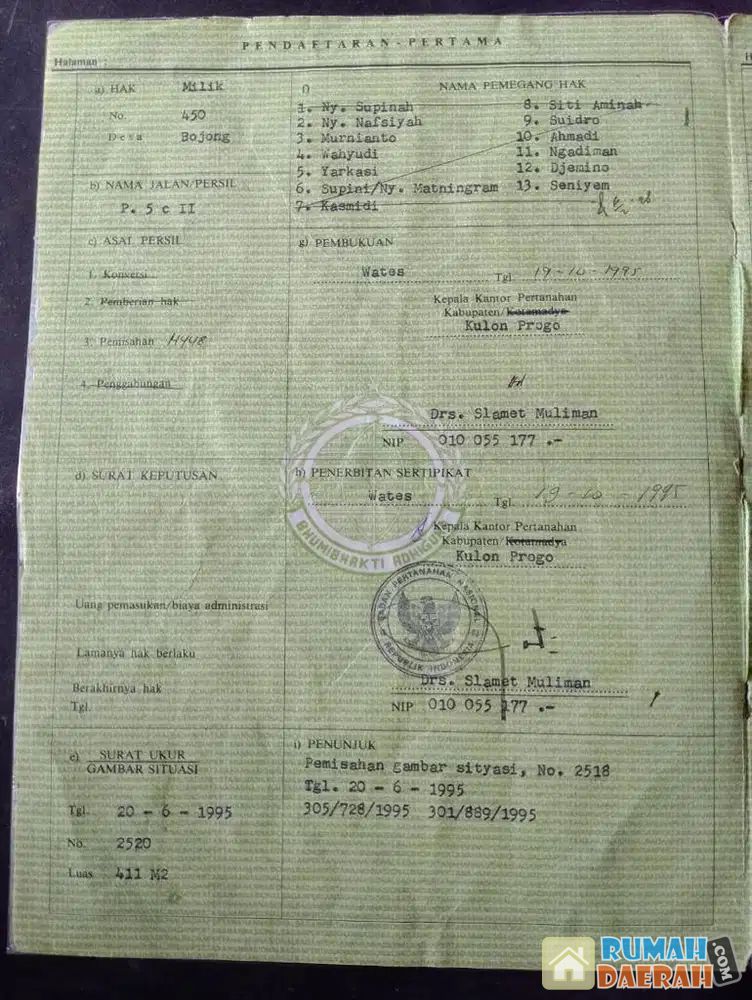 PENDAFTARAN - PERTAMA
Halaman :
a) HAK Milik
No. 450
Desa Bojong
b) NAMA JALAN/PERSIL
P. 5 c II
c) ASAL PERSIL
1. Konversi
2. Pemberian hak
3. Pemisahan M448
4. Penggabungan
d) SURAT KEPUTUSAN
Uang pemasukan/biaya administrasi
Lamanya hak berlaku
Berakhirnya hak
Tgl.
e) SURAT UKUR
GAMBAR SITUASI
Tgl. 20 - 6 - 1995
No. 2520
Luas 411 M2
f) NAMA PEMEGANG HAK
1. Ny. Supinah
2. Ny. Nafsiyah
3. Murnianto
4. Wahyudi
5. Yarkasi
6. Supini/Ny. Matningram
7. Kasmidi
8. Siti Aminah
9. Suidro
10. Ahmadi
11. Ngadiman
12. Djemino
13. Seniyem
g) PEMBUKUAN
Wates Tgl. 19-10-1995
Kepala Kantor Pertanahan
Kabupaten/Kotamadya
Kulon Progo
Drs. Slamet Muliman
NIP 010 055 177 .-
h) PENERBITAN SERTIPIKAT
Wates Tgl. 19-10-1995
Kepala Kantor Pertanahan
Kabupaten/Kotamadya
Kulon Progo
BHUMIBHAKTI ADHIGUNA
BADAN PERTANAHAN NASIONAL
REPUBLIK INDONESIA
Drs. Slamet Muliman
NIP 010 055 177 .-
i) PENUNJUK
Pemisahan gambar sityasi, No. 2518
Tgl. 20 - 6 - 1995
305/728/1995 301/889/1995
RUMAH
DAERAH.COM